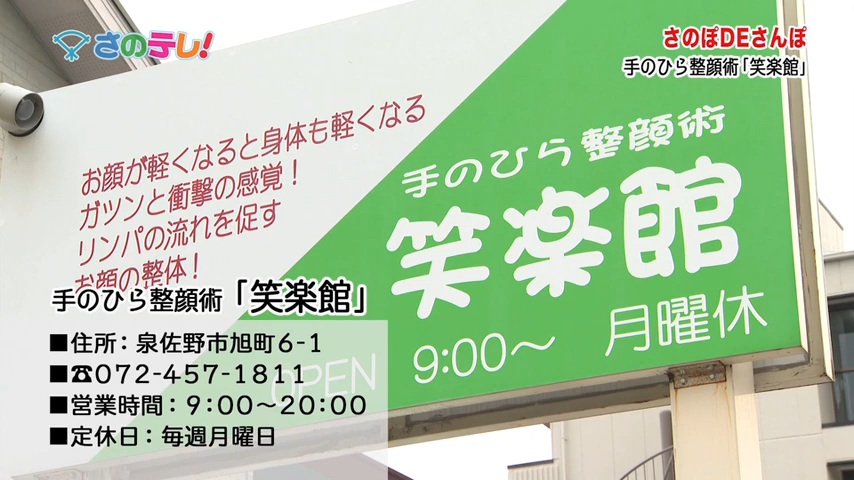 さのテレ!
さのぽDEさんぽ
手のひら整顔術「笑楽館」
お顔が軽くなると身体も軽くなる
ガツンと衝撃の感覚!
リンパの流れを促す
お顔の整体!
手のひら整顔術
笑楽館
OPEN 9:00〜 月曜休
手のひら整顔術「笑楽館」
■住所：泉佐野市旭町6-1
■☎072-457-1811
■営業時間：9:00〜20:00
■定休日：毎週月曜日